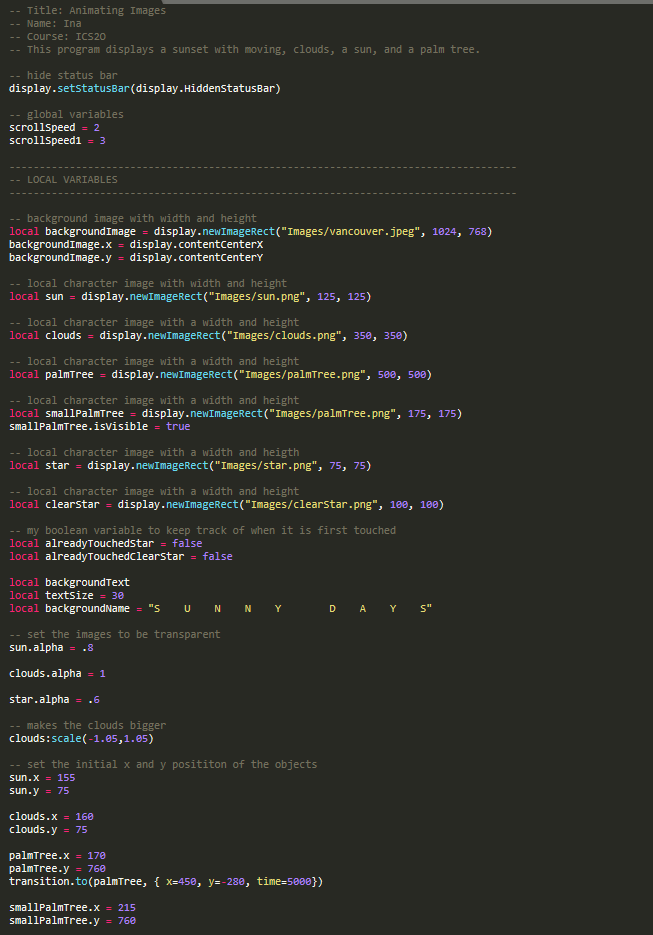 -- Title: Animating Images
-- Name: Ina
-- Course: ICS2O
-- This program displays a sunset with moving, clouds, a sun, and a palm tree.
-- hide status bar
display.setStatusBar(display.HiddenStatusBar)
-- global variables
scrollSpeed = 2
scrollSpeed1 = 3
------------------------------------------------------------------------------------
-- LOCAL VARIABLES
------------------------------------------------------------------------------------
-- background image with width and height
local backgroundImage = display.newImageRect("Images/vancouver.jpeg", 1024, 768)
backgroundImage.x = display.contentCenterX
backgroundImage.y = display.contentCenterY
-- local character image with width and height
local sun = display.newImageRect("Images/sun.png", 125, 125)
-- local character image with a width and height
local clouds = display.newImageRect("Images/clouds.png", 350, 350)
-- local character image with a width and height
local palmTree = display.newImageRect("Images/palmTree.png", 500, 500)
-- local character image with a width and height
local smallPalmTree = display.newImageRect("Images/palmTree.png", 175, 175)
smallPalmTree.isVisible = true
-- local character image with a width and heigth
local star = display.newImageRect("Images/star.png", 75, 75)
-- local character image with a width and height
local clearStar = display.newImageRect("Images/clearStar.png", 100, 100)
-- my boolean variable to keep track of when it is first touched
local alreadyTouchedStar = false
local alreadyTouchedClearStar = false
local backgroundText
local textSize = 30
local backgroundName = "S    U    N    N    Y        D    A    Y    S"
-- set the images to be transparent
sun.alpha = .8
clouds.alpha = 1
star.alpha = .6
-- makes the clouds bigger
clouds:scale(-1.05,1.05)
-- set the initial x and y posititon of the objects
sun.x = 155
sun.y = 75
clouds.x = 160
clouds.y = 75
palmTree.x = 170
palmTree.y = 760
transition.to(palmTree, { x=450, y=-280, time=5000})
smallPalmTree.x = 215
smallPalmTree.y = 760